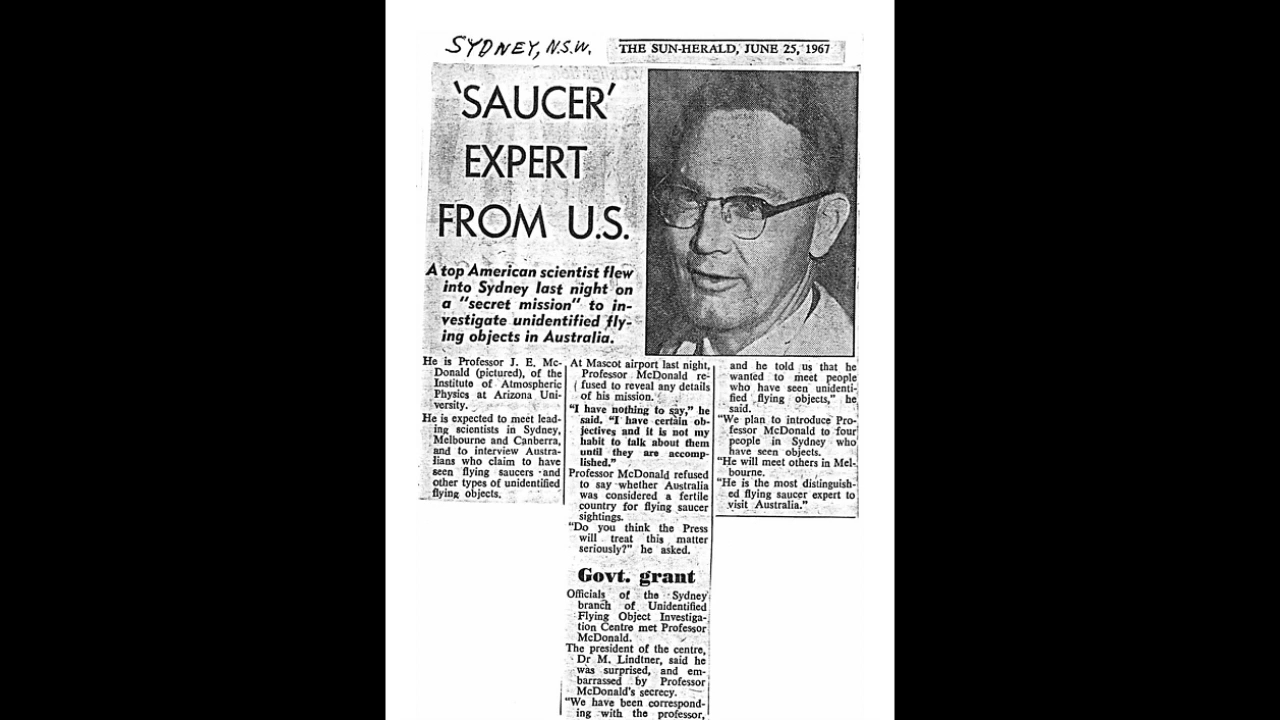 SYDNEY, N.S.W.
THE SUN-HERALD, JUNE 25, 1967
'SAUCER'
EXPERT
FROM U.S.
A top American scientist flew
into Sydney last night on
a "secret mission" to in-
vestigate unidentified fly-
ing objects in Australia.
He is Professor J. E. Mc-
Donald (pictured), of the
Institute of Atmospheric
Physics at Arizona Uni-
versity.
He is expected to meet lead-
ing scientists in Sydney,
Melbourne and Canberra,
and to interview Austra-
lians who claim to have
seen flying saucers and
other types of unidentified
flying objects.
At Mascot airport last night,
Professor McDonald re-
fused to reveal any details
of his mission.
"I have nothing to say," he
said. "I have certain ob-
jectives and it is not my
habit to talk about them
until they are accomp-
lished."
Professor McDonald refused
to say whether Australia
was considered a fertile
country for flying saucer
sightings.
"Do you think the Press
will treat this matter
seriously?" he asked.
Govt. grant
Officials of the Sydney
branch of Unidentified
Flying Object Investiga-
tion Centre met Professor
McDonald.
The president of the centre,
Dr M. Lindtner, said he
was surprised, and em-
barrassed by Professor
McDonald's secrecy.
"We have been correspond-
ing with the professor,
and he told us that he
wanted to meet people
who have seen unidenti-
fied flying objects," he
said.
"We plan to introduce Pro-
fessor McDonald to four
people in Sydney who
have seen objects.
"He will meet others in Mel-
bourne.
"He is the most distinguish-
ed flying saucer expert to
visit Australia."